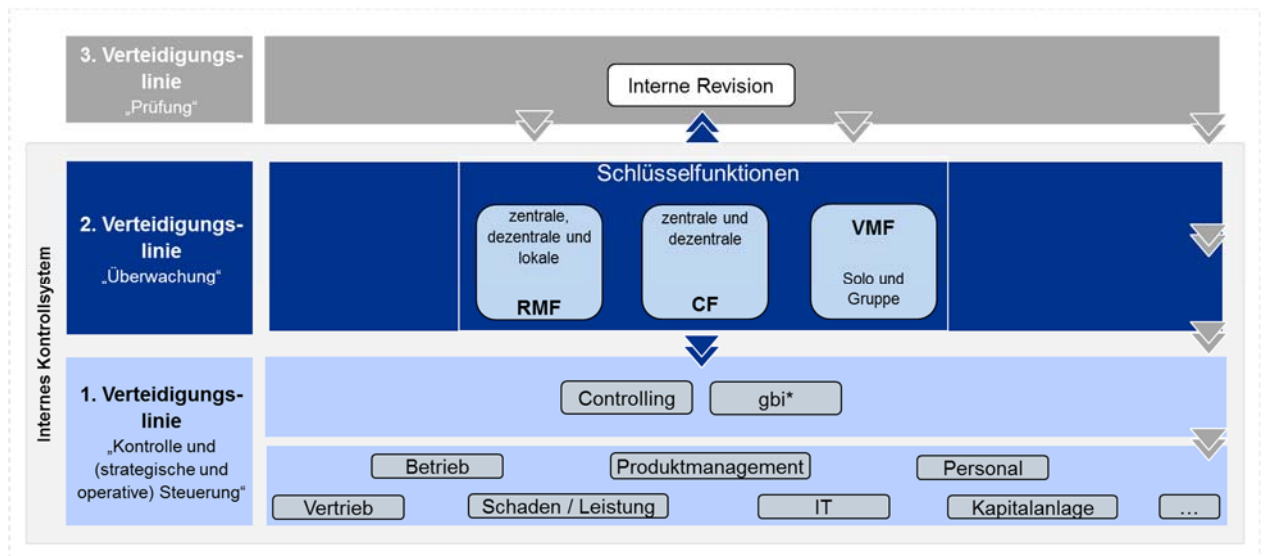 3. Verteidigungs-
linie
„Prüfung“
Interne Revision
Internes Kontrollsystem
2. Verteidigungs-
linie
„Überwachung“
Schlüsselfunktionen
zentrale,
dezentrale und
lokale
RMF
zentrale und
dezentrale
CF
VMF
Solo und
Gruppe
1. Verteidigungs-
linie
„Kontrolle und
(strategische und
operative) Steuerung“
Controlling
gbi*
Betrieb
Produktmanagement
Personal
Vertrieb
Schaden / Leistung
IT
Kapitalanlage
...